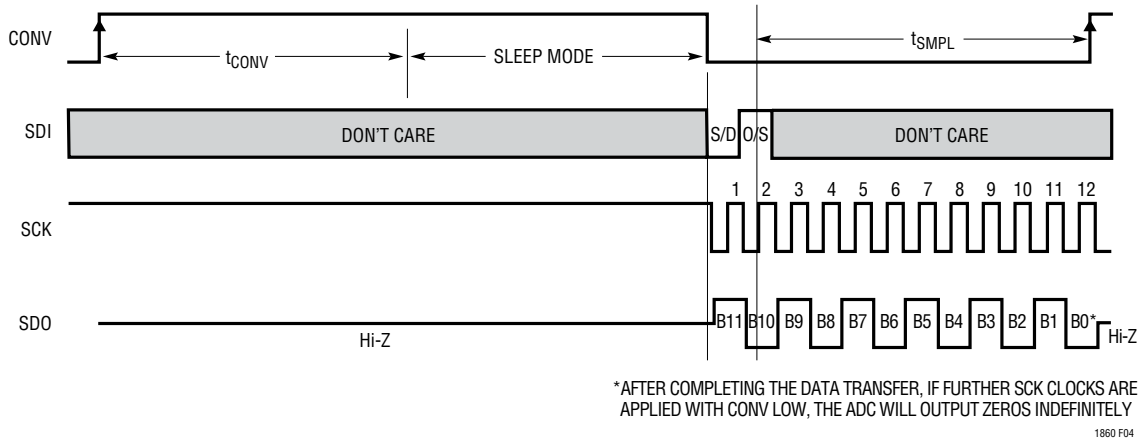 CONV
tCONV
SLEEP MODE
tSMPL
SDI
DON'T CARE
S/D
O/S
DON'T CARE
1 2 3 4 5 6 7 8 9 10 11 12
SCK
SDO
Hi-Z
B11 B10 B9 B8 B7 B6 B5 B4 B3 B2 B1 B0*
Hi-Z
*AFTER COMPLETING THE DATA TRANSFER, IF FURTHER SCK CLOCKS ARE
APPLIED WITH CONV LOW, THE ADC WILL OUTPUT ZEROS INDEFINITELY
1860 F04